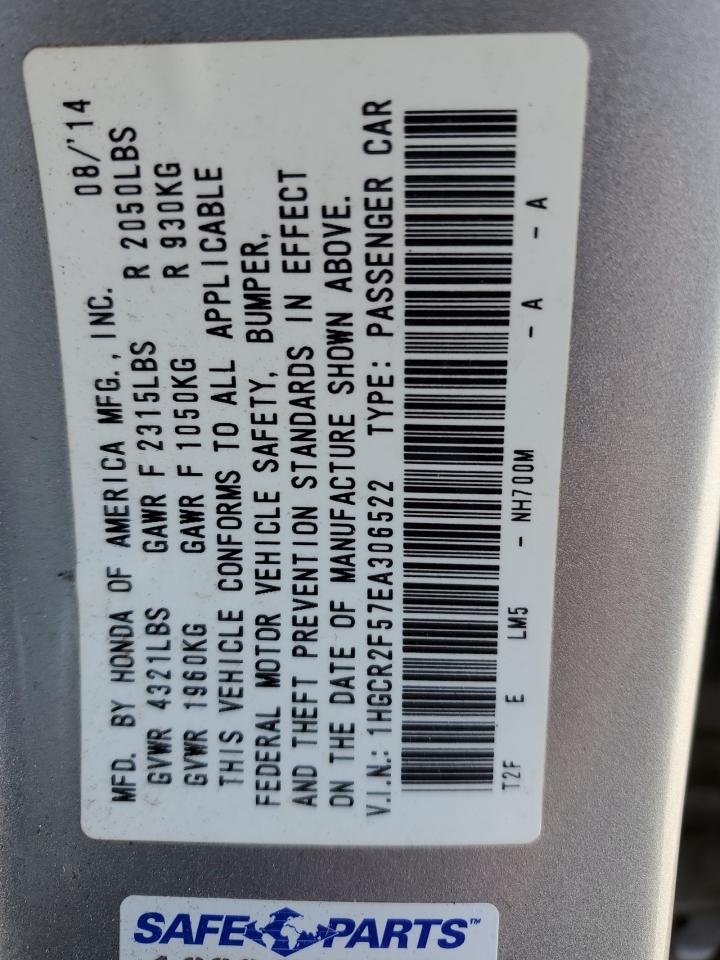 MFD. BY HONDA OF AMERICA MFG., INC. 08/'14
GVWR 4321LBS GAWR F 2315LBS R 2050LBS
GVWR 1960KG GAWR F 1050KG R 930KG
THIS VEHICLE CONFORMS TO ALL APPLICABLE
FEDERAL MOTOR VEHICLE SAFETY, BUMPER,
AND THEFT PREVENTION STANDARDS IN EFFECT
ON THE DATE OF MANUFACTURE SHOWN ABOVE.
V.I.N.: 1HGCR2F57EA306522 TYPE: PASSENGER CAR
T2F E LM5 - NH700M - A - A
SAFE PARTS™